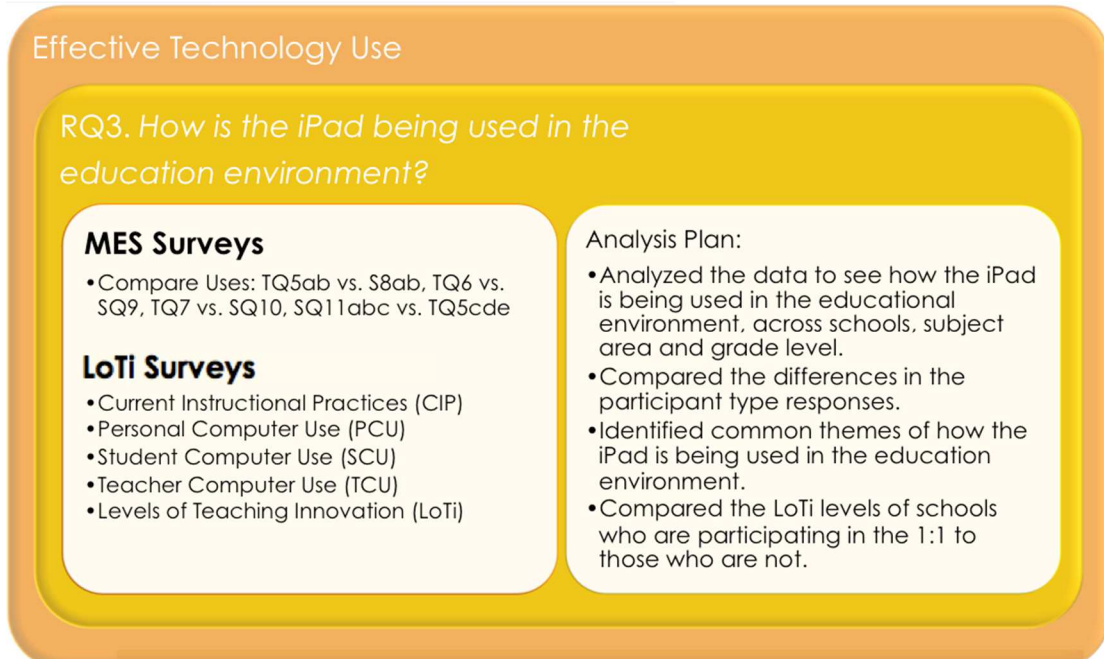 Effective Technology Use
RQ3. How is the iPad being used in the
education environment?
MES Surveys
•Compare Uses: TQ5ab vs. S8ab, TQ6 vs.
SQ9, TQ7 vs. SQ10, SQ11abc vs. TQ5cde
LoTi Surveys
•Current Instructional Practices (CIP)
•Personal Computer Use (PCU)
•Student Computer Use (SCU)
•Teacher Computer Use (TCU)
•Levels of Teaching Innovation (LoTi)
Analysis Plan:
•Analyzed the data to see how the iPad
is being used in the educational
environment, across schools, subject
area and grade level.
•Compared the differences in the
participant type responses.
•Identified common themes of how the
iPad is being used in the education
environment.
•Compared the LoTi levels of schools
who are participating in the 1:1 to
those who are not.